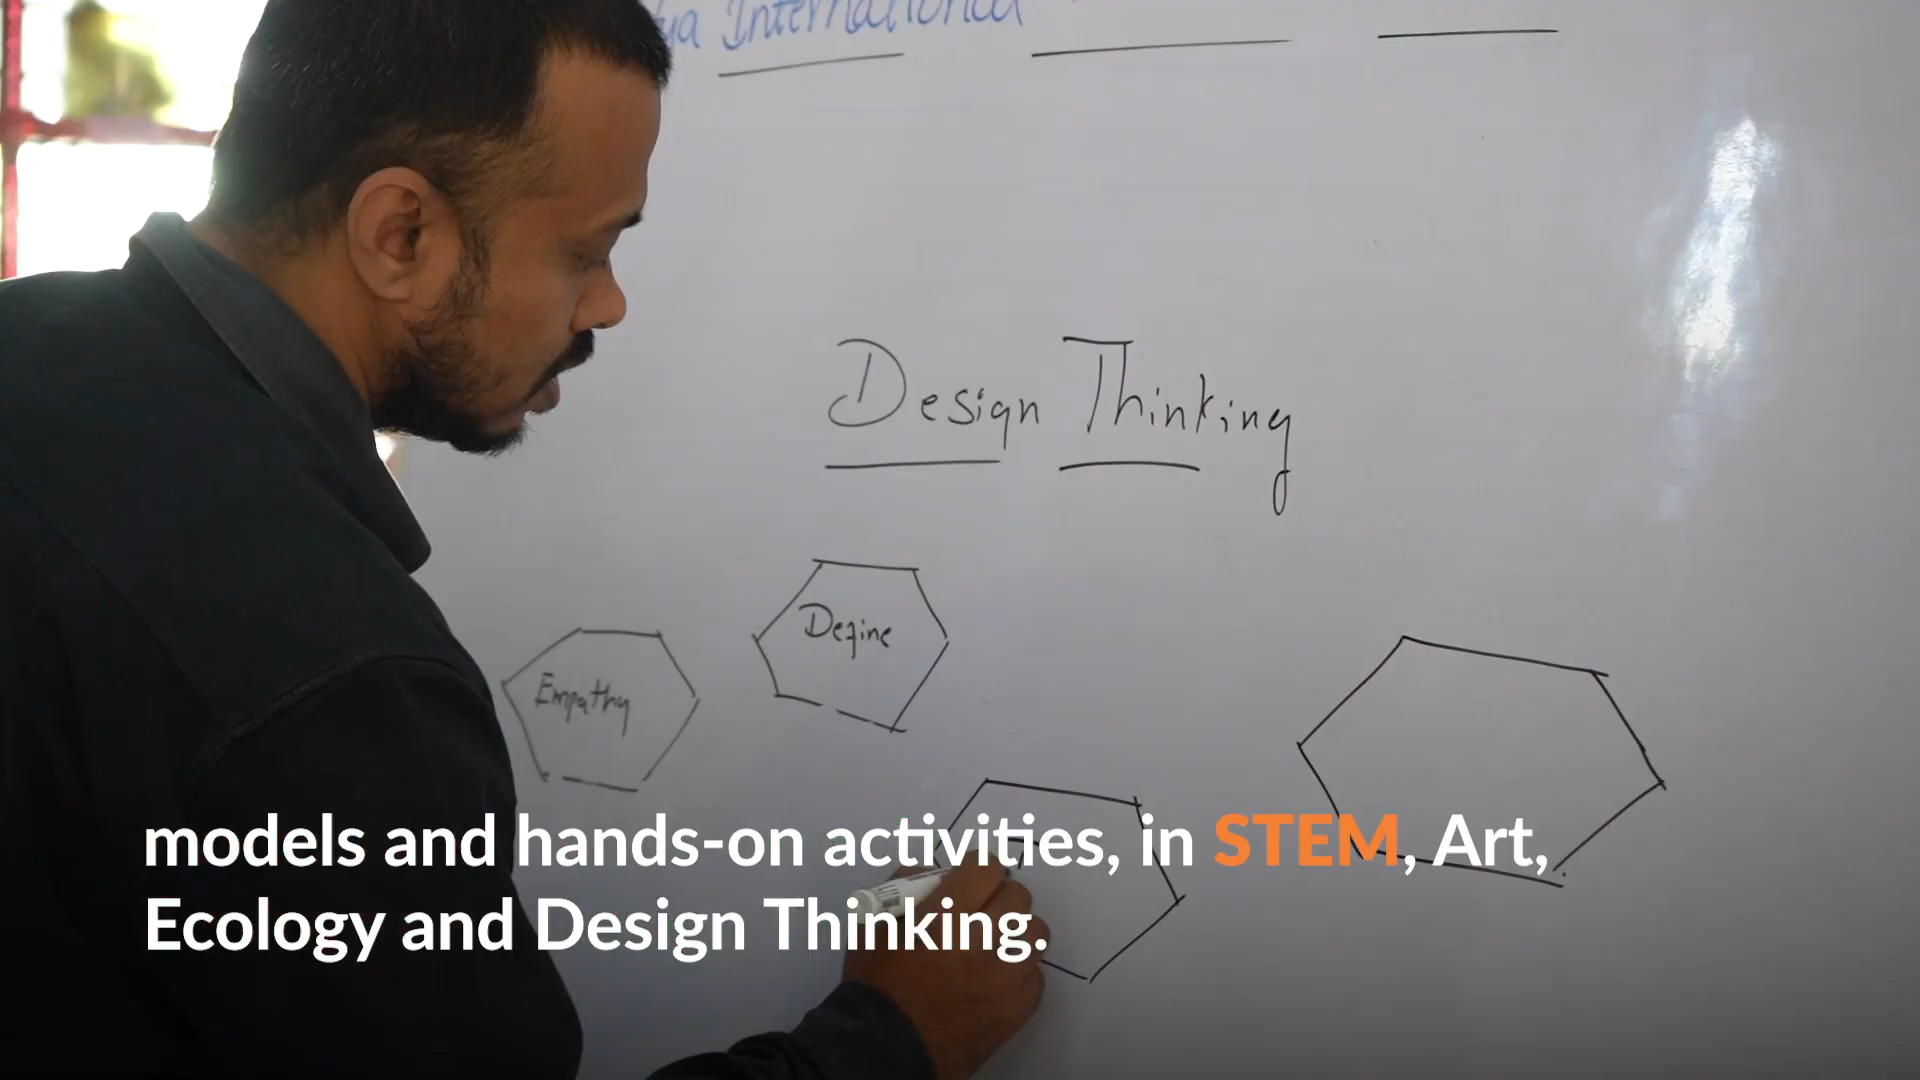 International
Design Thinking
Define
Empathy
models and hands-on activities, in STEM, Art,
Ecology and Design Thinking.